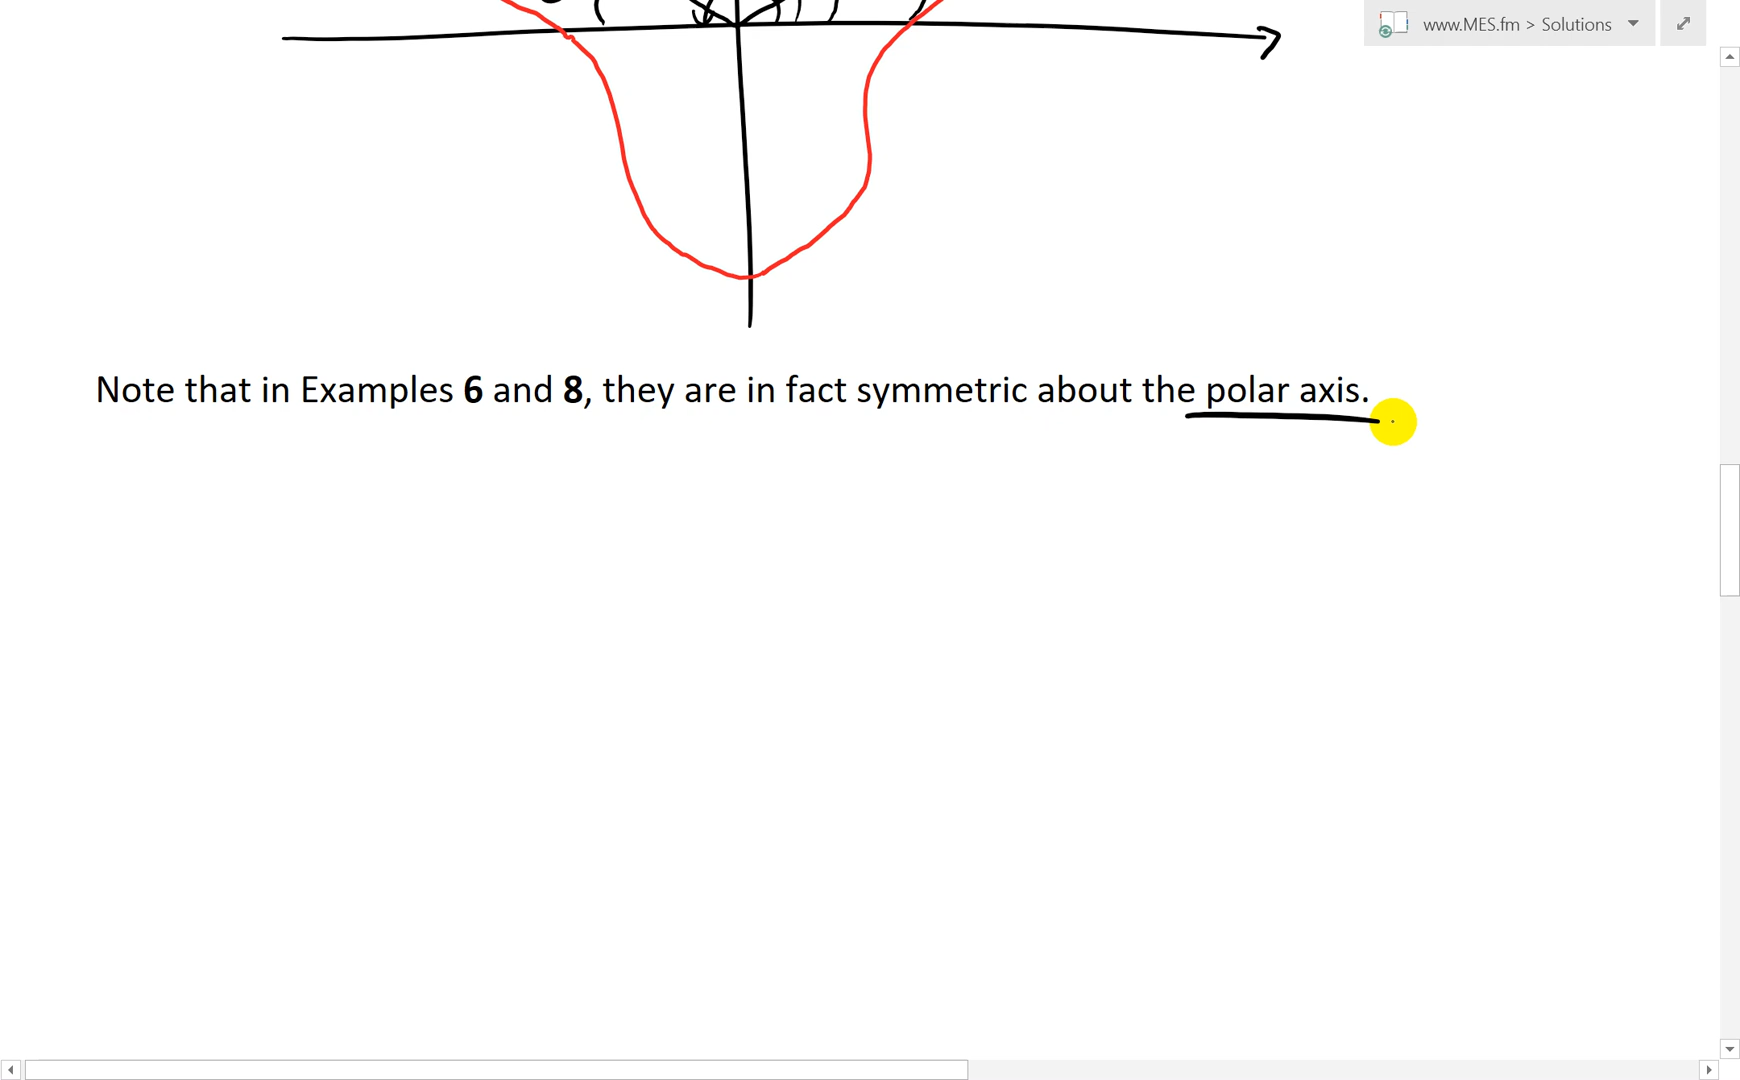 www.MES.fm > Solutions
Note that in Examples 6 and 8, they are in fact symmetric about the polar axis.